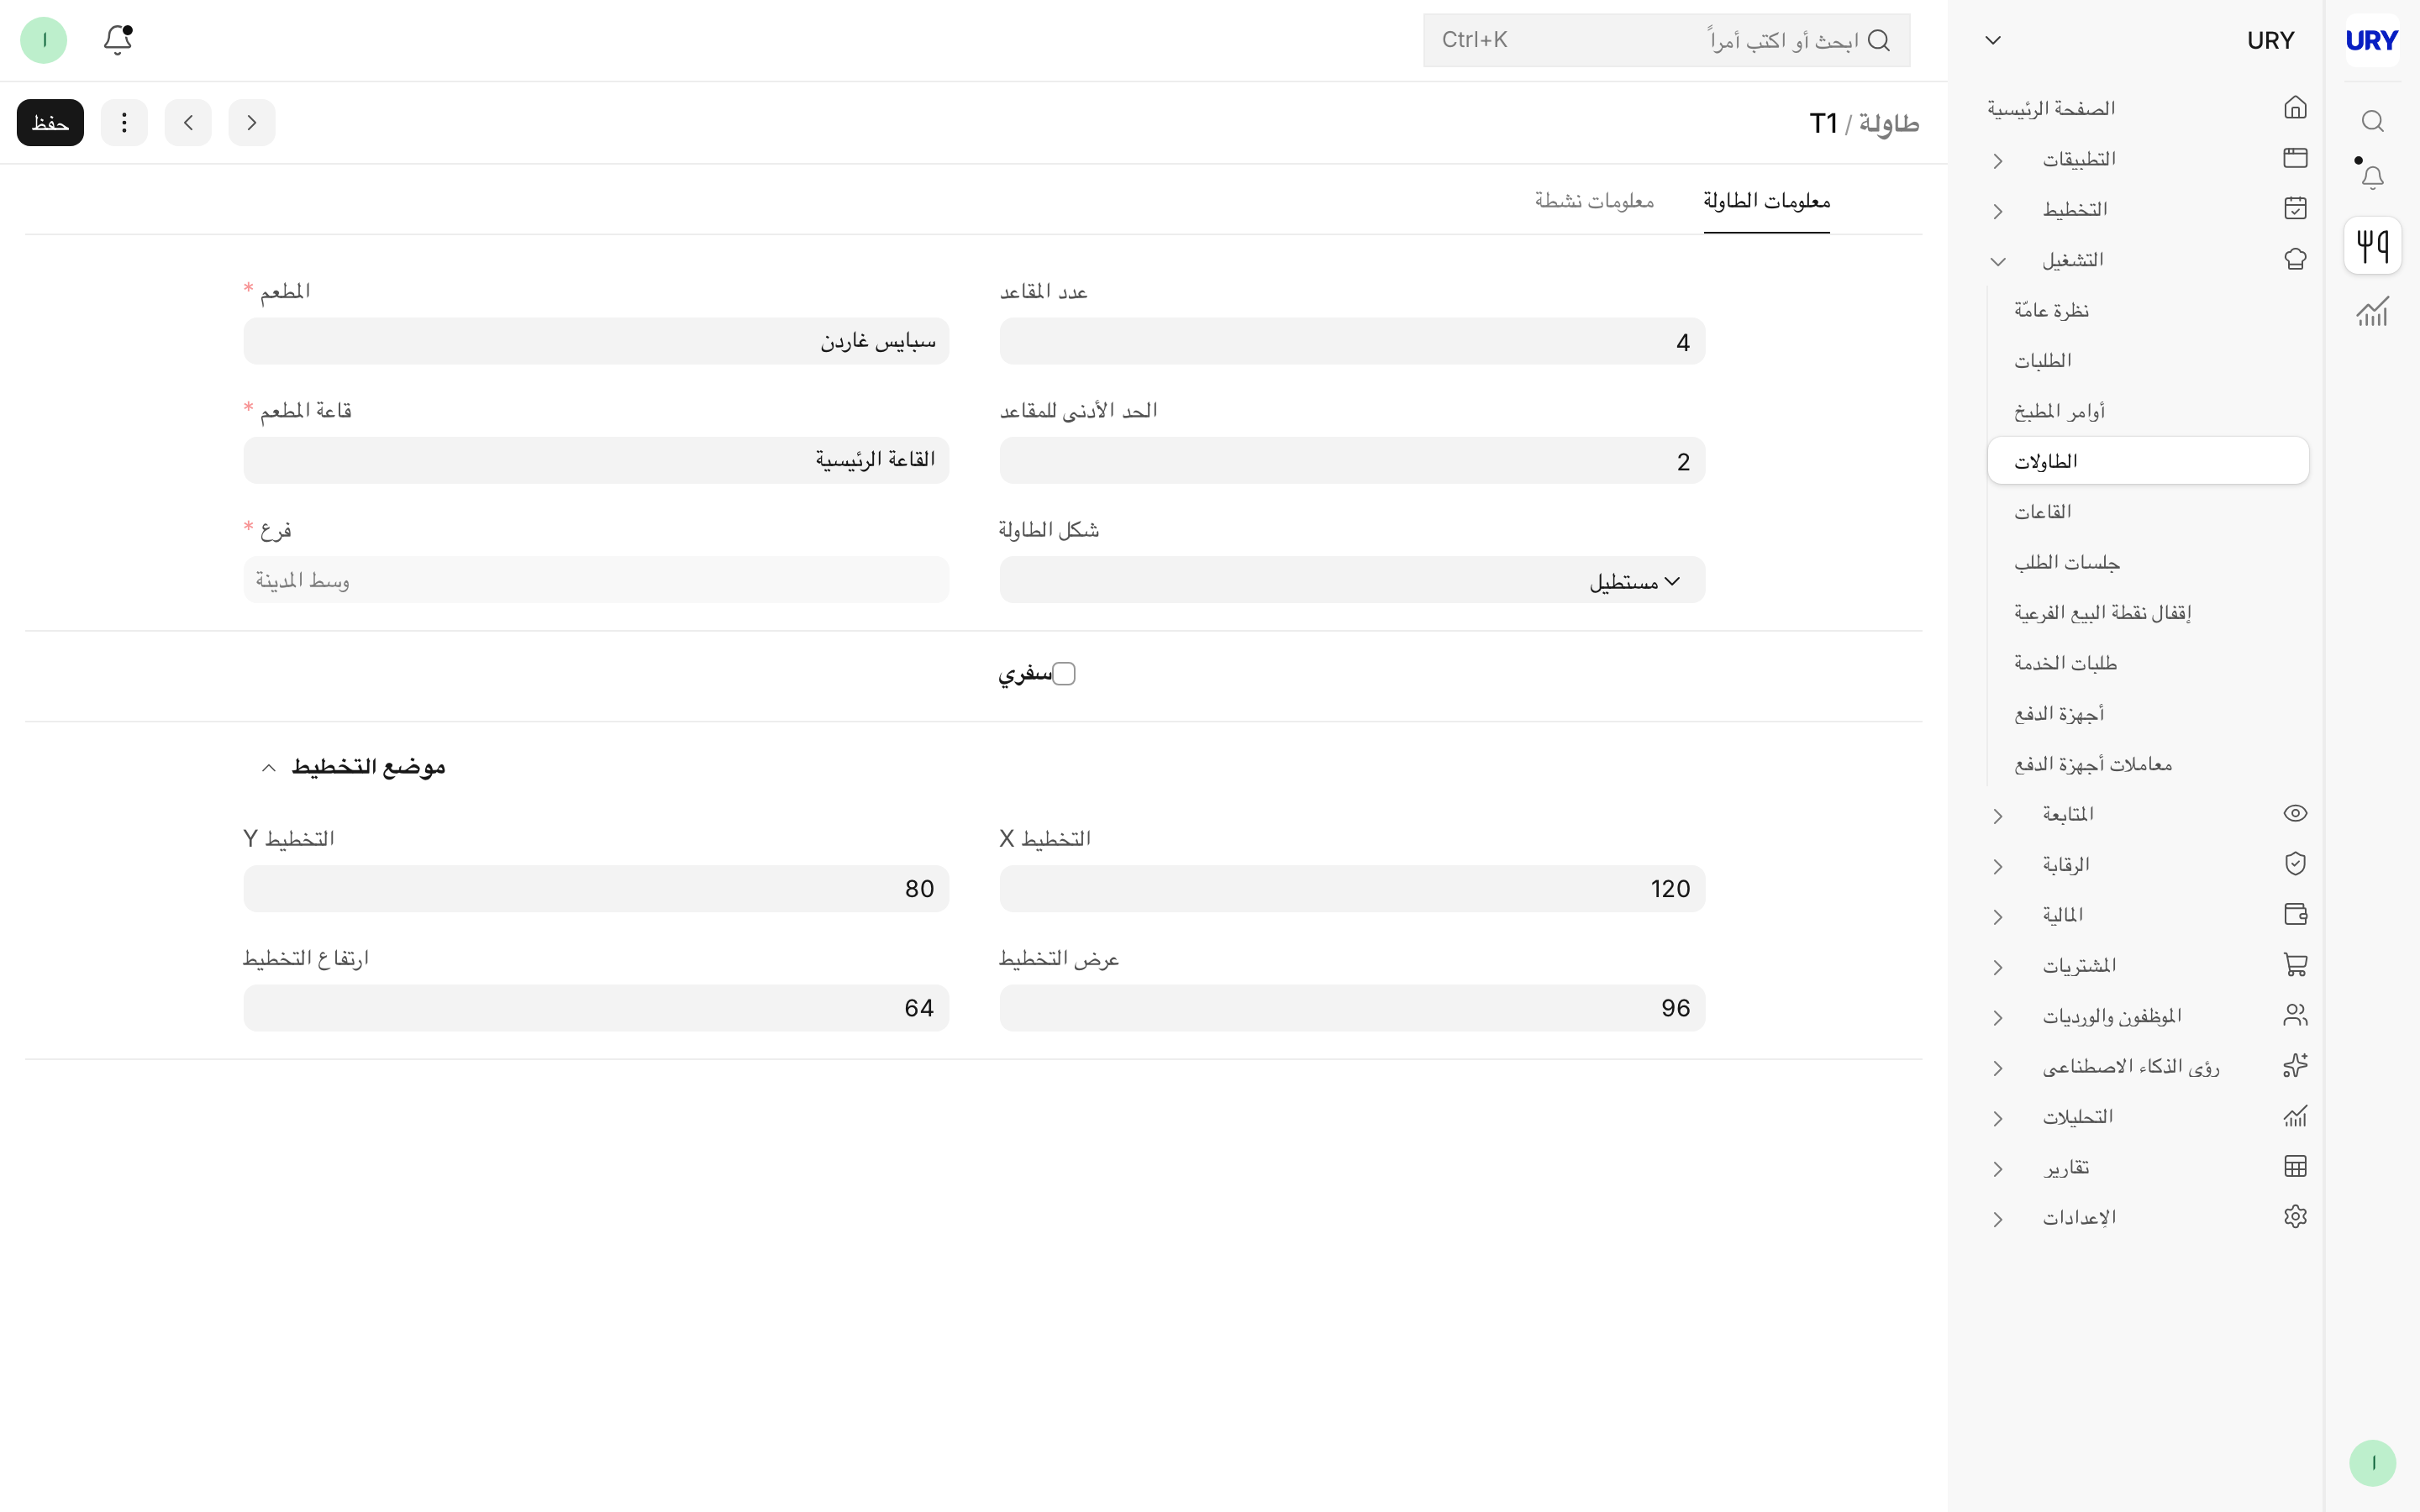 URY
URY
الصفحة الرئيسية
التطبيقات
التخطيط
التشغيل
نظرة عامّة
الطلبات
أوامر المطبخ
الطاولات
القاعات
جلسات الطلب
إقفال نقطة البيع الفرعية
طلبات الخدمة
أجهزة الدفع
معاملات أجهزة الدفع
المتابعة
الرقابة
المالية
المشتريات
الموظفون والورديات
رؤى الذكاء الاصطناعي
التحليلات
تقارير
الإعدادات
ا
ابحث أو اكتب أمراً Ctrl+K
ا
طاولة / T1
حفظ
معلومات الطاولة
معلومات نشطة
عدد المقاعد
4
المطعم *
سبايس غاردن
الحد الأدنى للمقاعد
2
قاعة المطعم *
القاعة الرئيسية
شكل الطاولة
مستطيل
فرع *
وسط المدينة
سفري
موضع التخطيط
التخطيط X
120
التخطيط Y
80
عرض التخطيط
96
ارتفاع التخطيط
64